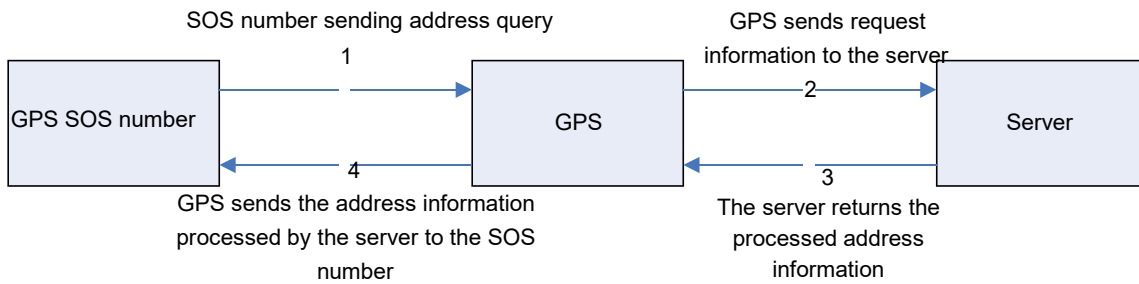 SOS number sending address query
1
GPS sends request
information to the server
2
GPS SOS number
GPS
Server
4
GPS sends the address information
processed by the server to the SOS
number
3
The server returns the
processed address
information